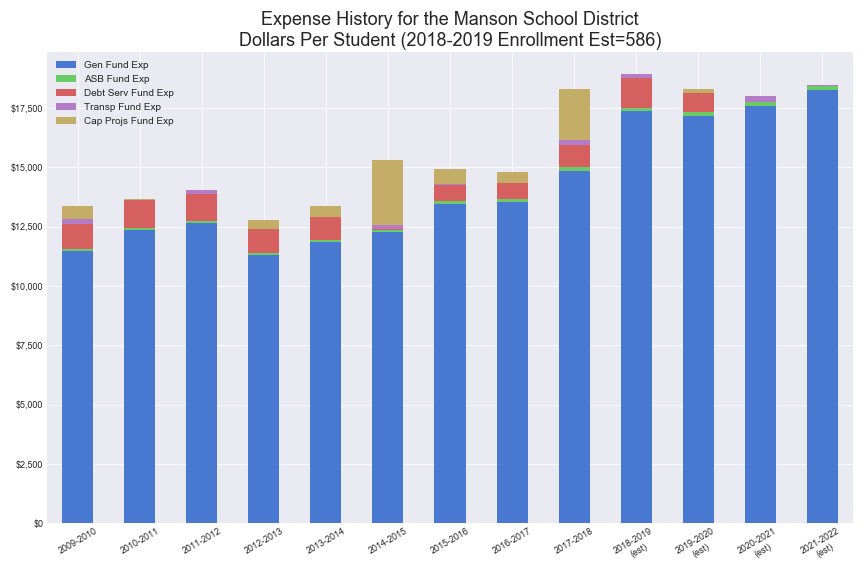 Expense History for the Manson School District
Dollars Per Student (2018-2019 Enrollment Est=586)
Gen Fund Exp
ASB Fund Exp
Debt Serv Fund Exp
Transp Fund Exp
Cap Projs Fund Exp
$17,500
$15,000
$12,500
$10,000
$7,500
$5,000
$2,500
$0
2009-2010
2010-2011
2011-2012
2012-2013
2013-2014
2014-2015
2015-2016
2016-2017
2017-2018
2018-2019
(est)
2019-2020
(est)
2020-2021
(est)
2021-2022
(est)